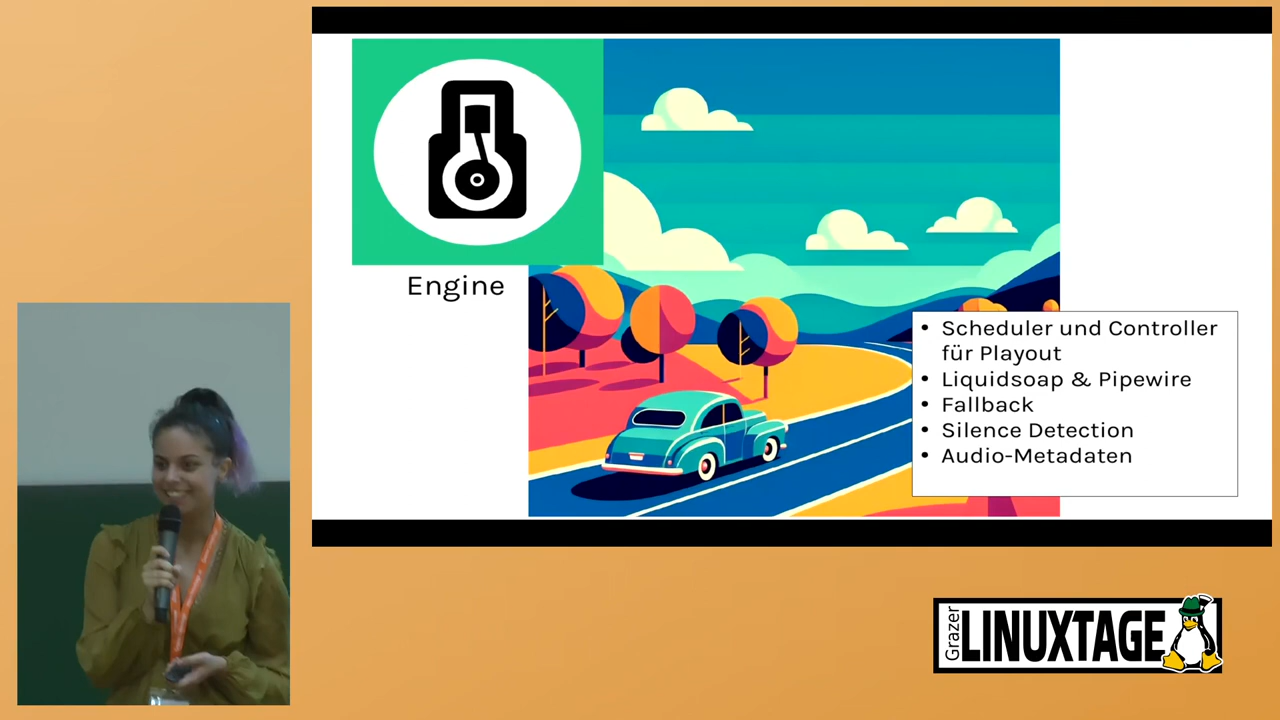 Engine
• Scheduler und Controller
für Playout
• Liquidsoap & Pipewire
• Fallback
• Silence Detection
• Audio-Metadaten
Grazer
LINUXTAGE